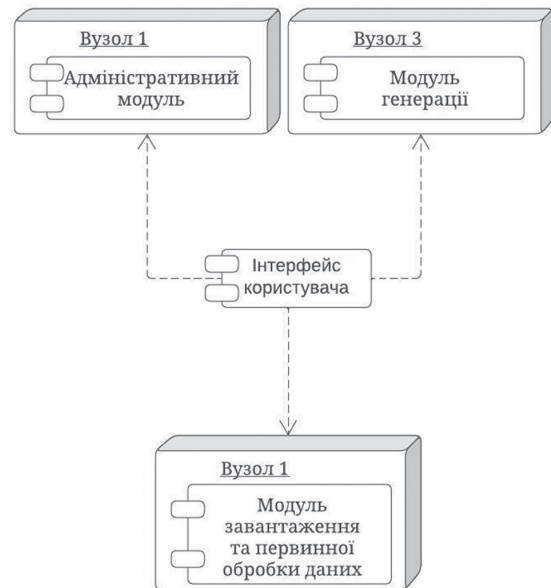 Вузол 1
Адміністративний
модуль
Вузол 3
Модуль
генерації
Інтерфейс
користувача
Вузол 1
Модуль
завантаження
та первинної
обробки даних